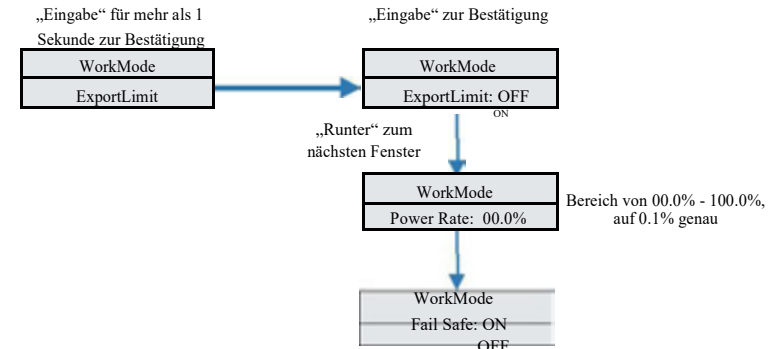 „Eingabe“ für mehr als 1
Sekunde zur Bestätigung
WorkMode
ExportLimit
„Eingabe“ zur Bestätigung
WorkMode
ExportLimit: OFF
ON
„Runter“ zum
nächsten Fenster
WorkMode
Power Rate: 00.0%
Bereich von 00.0% - 100.0%,
auf 0.1% genau
WorkMode
Fail Safe: ON
OFF